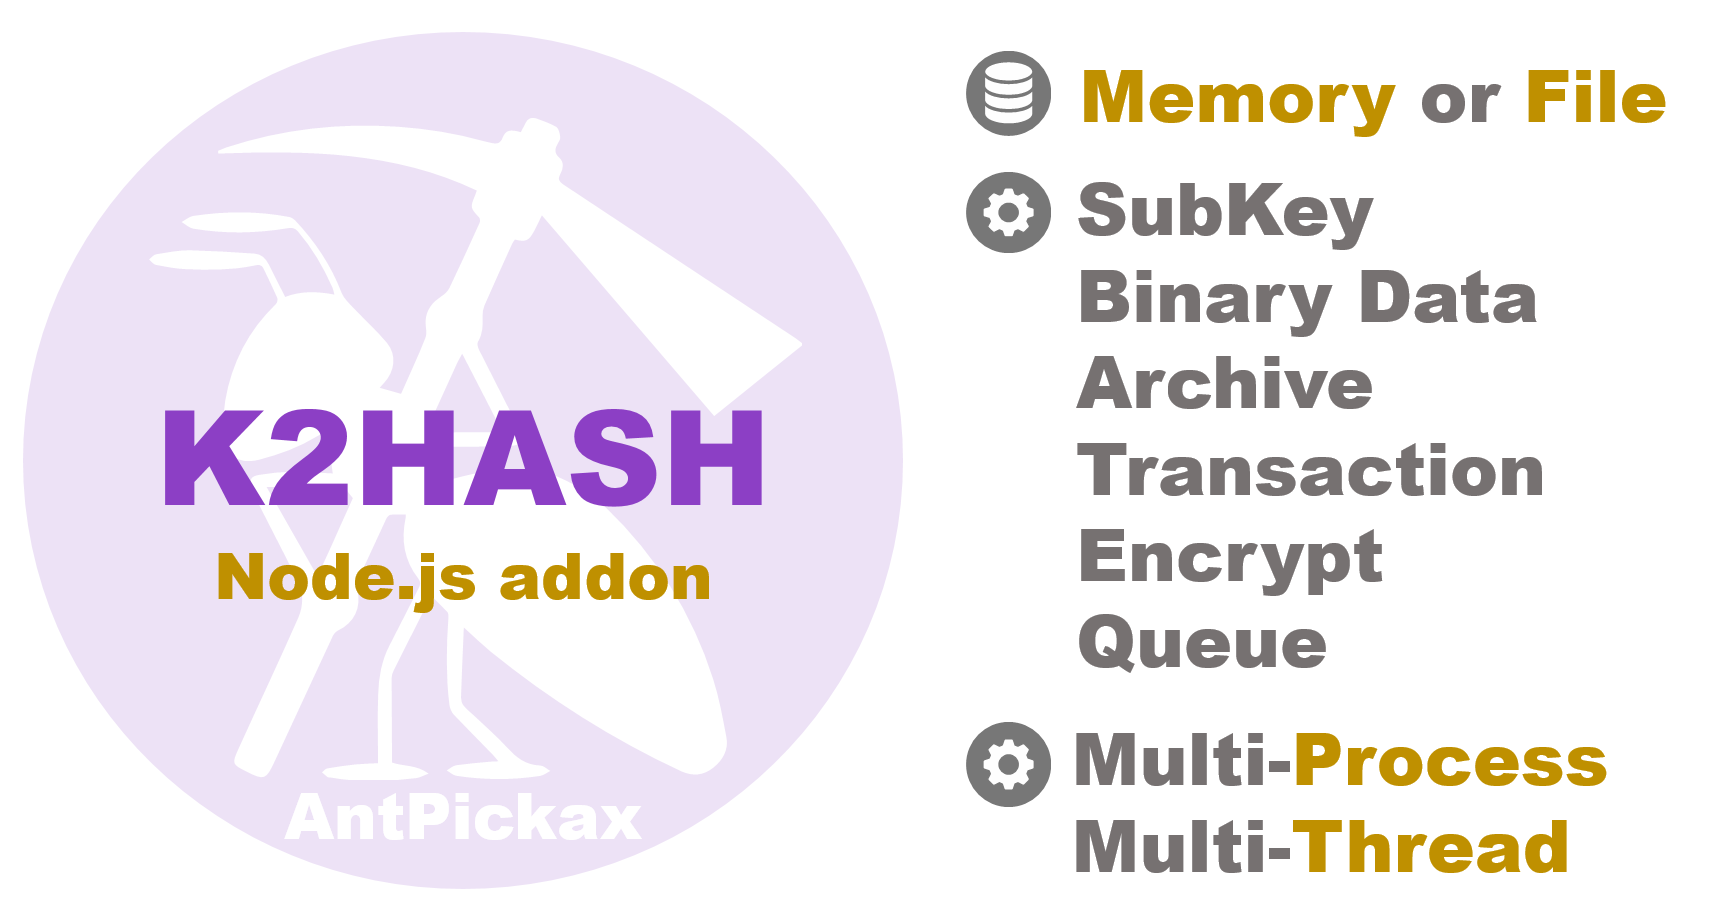 K2HASH
Node.js addon
AntPickax
Memory or File
SubKey
Binary Data
Archive
Transaction
Encrypt
Queue
Multi-Process
Multi-Thread